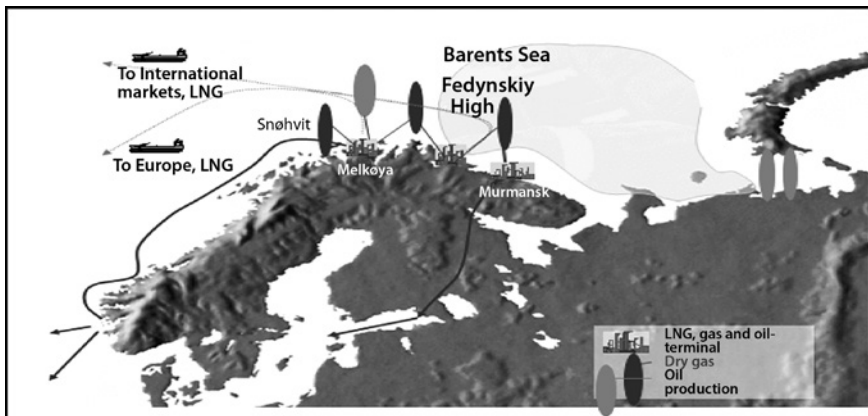 Barents Sea
Fedynskiy
High
To International
markets, LNG
Snøhvit
To Europe, LNG
Melkøya
Murmansk
LNG, gas and oil-
terminal
Dry gas
Oil
production